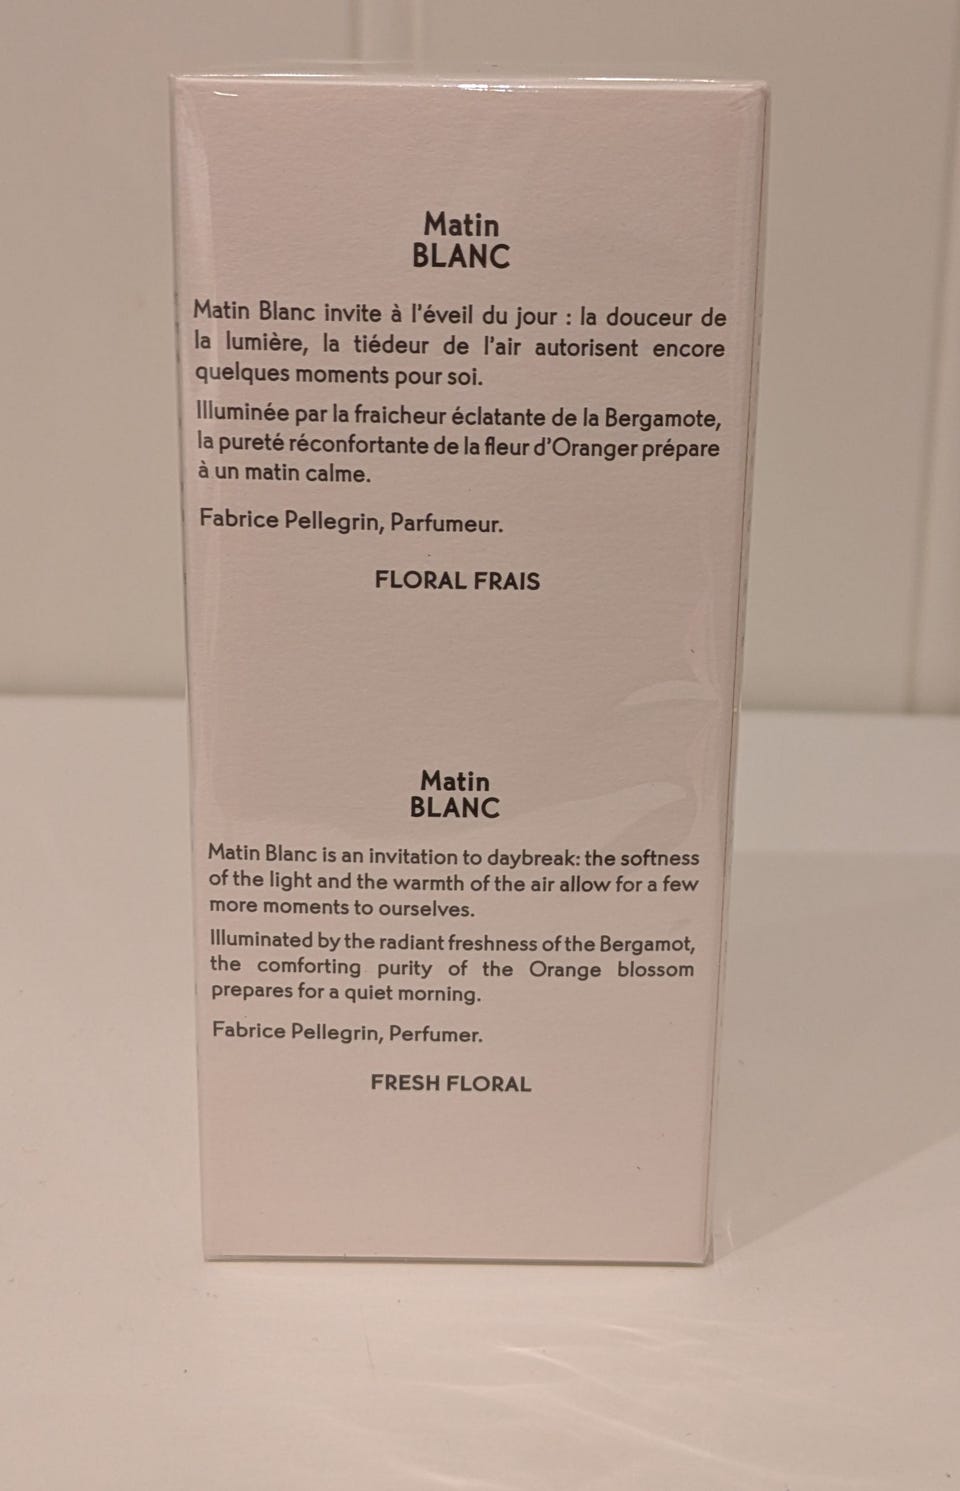 Matin
BLANC
Matin Blanc invite à l'éveil du jour : la douceur de
la lumière, la tiédeur de l'air autorisent encore
quelques moments pour soi.
Illuminée par la fraicheur éclatante de la Bergamote,
la pureté réconfortante de la fleur d'Oranger prépare
à un matin calme.
Fabrice Pellegrin, Parfumeur.
FLORAL FRAIS
Matin
BLANC
Matin Blanc is an invitation to daybreak: the softness
of the light and the warmth of the air allow for a few
more moments to ourselves.
Illuminated by the radiant freshness of the Bergamot,
the comforting purity of the Orange blossom
prepares for a quiet morning.
Fabrice Pellegrin, Perfumer.
FRESH FLORAL